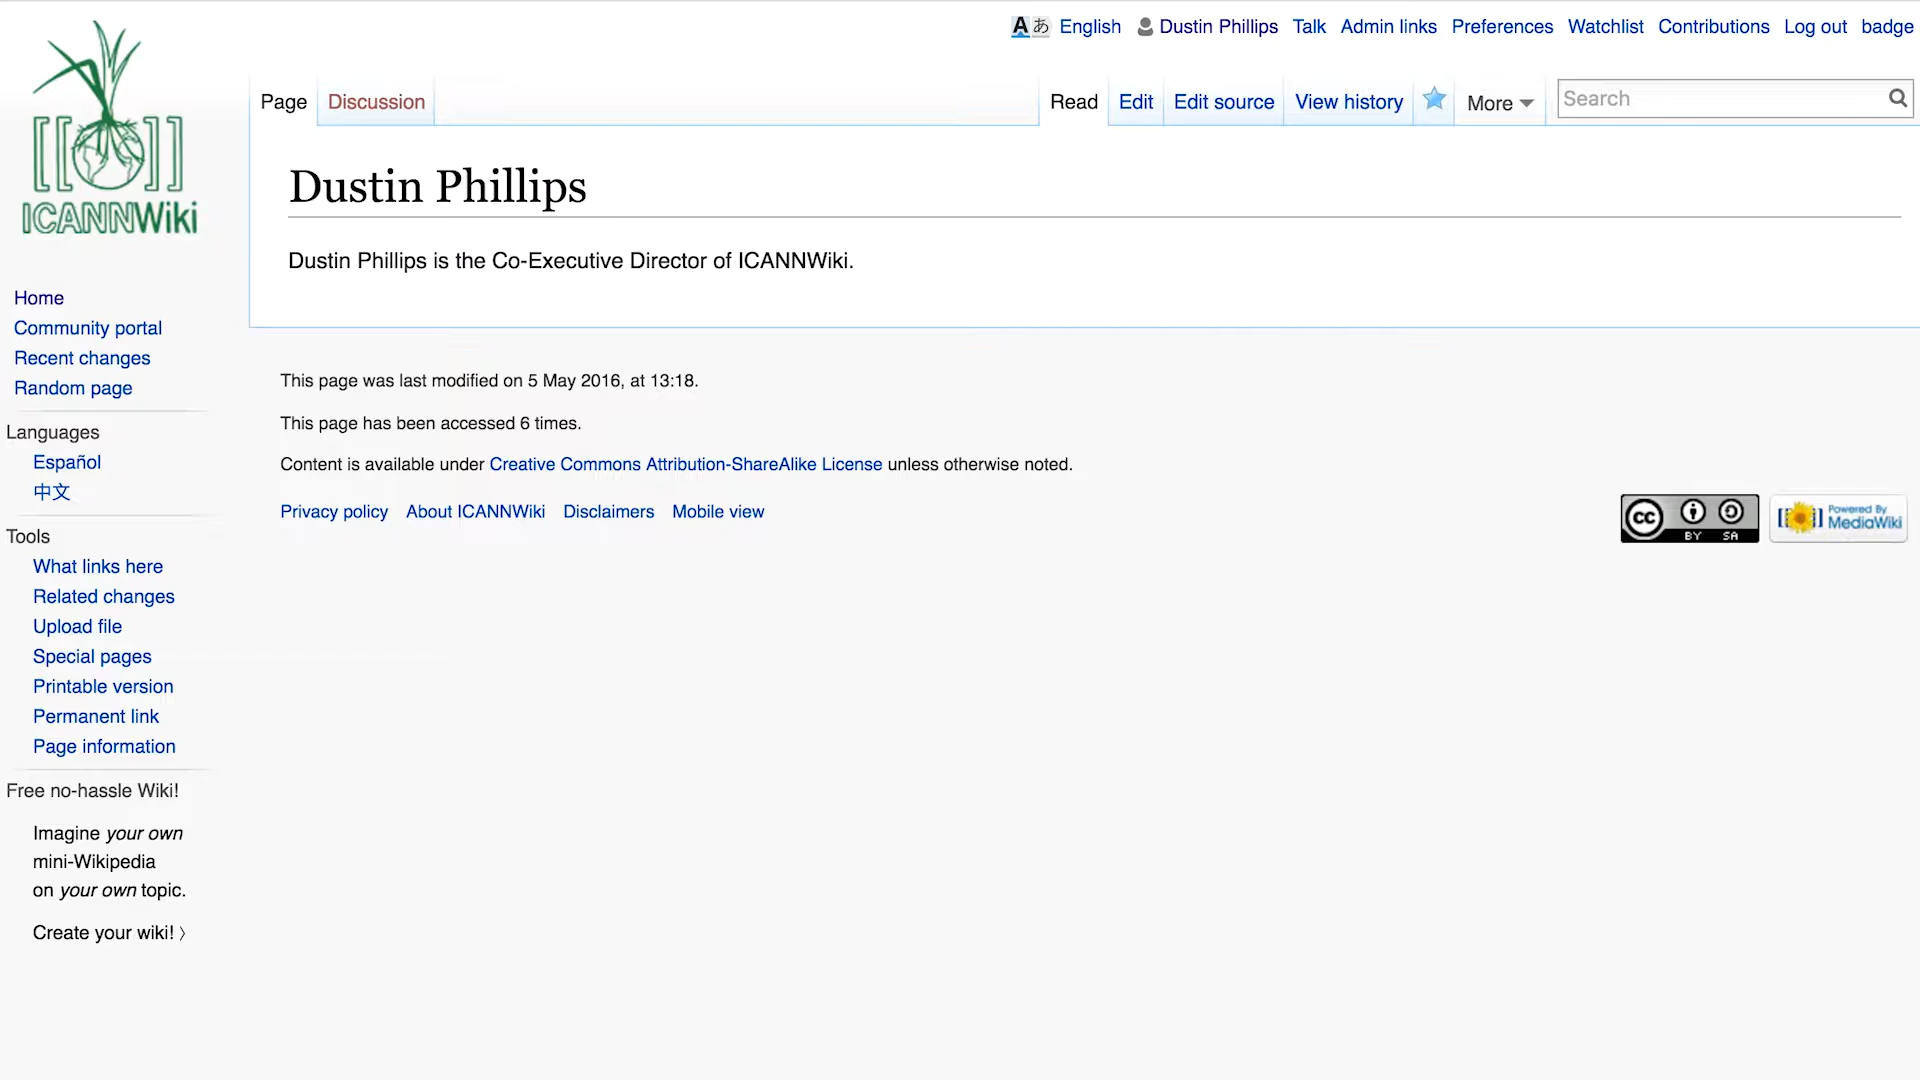 Aあ English Dustin Phillips Talk Admin links Preferences Watchlist Contributions Log out badge
Page Discussion Read Edit Edit source View history More Search
[[ ]]
ICANNWiki
Dustin Phillips
Dustin Phillips is the Co-Executive Director of ICANNWiki.
Home
Community portal
Recent changes
Random page
Languages
Español
中文
Tools
What links here
Related changes
Upload file
Special pages
Printable version
Permanent link
Page information
Free no-hassle Wiki!
Imagine your own
mini-Wikipedia
on your own topic.
Create your wiki! 〉
This page was last modified on 5 May 2016, at 13:18.
This page has been accessed 6 times.
Content is available under Creative Commons Attribution-ShareAlike License unless otherwise noted.
Privacy policy About ICANNWiki Disclaimers Mobile view
cc BY SA
[[ ]] Powered By
MediaWiki